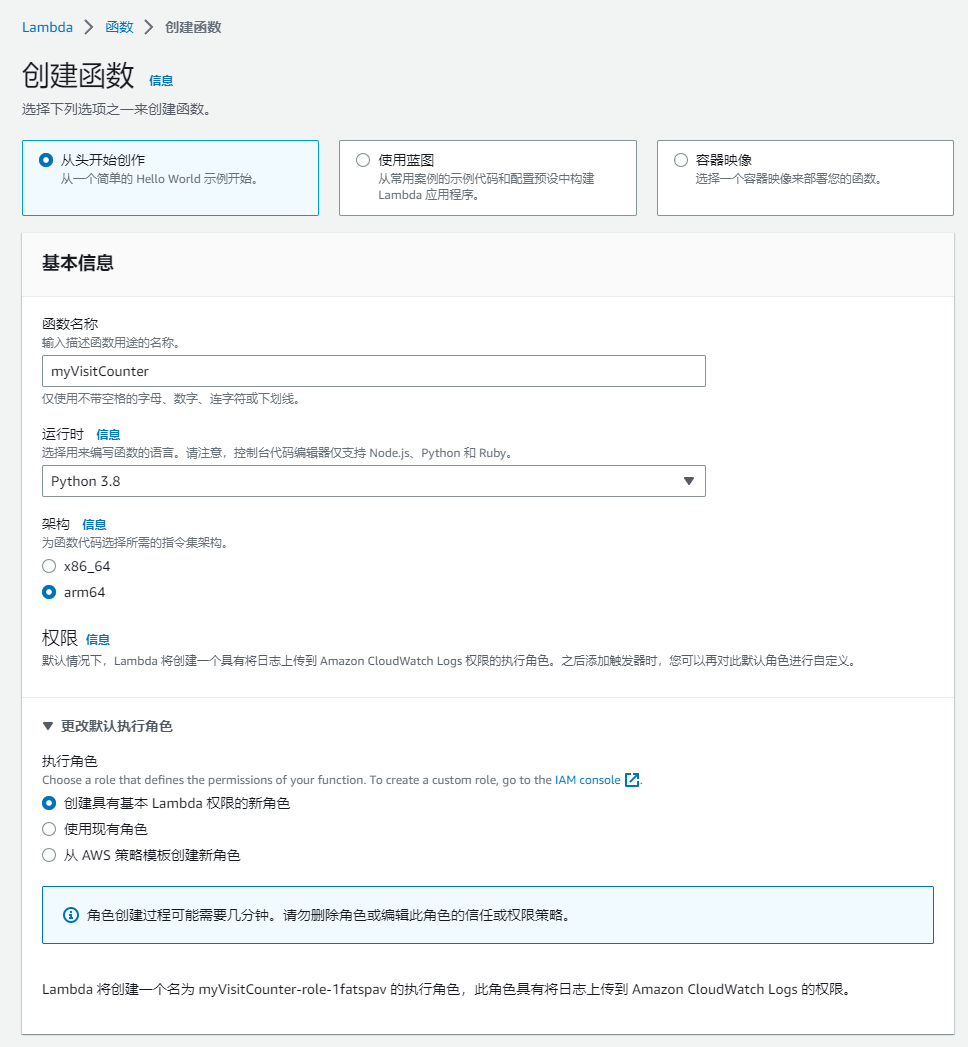 Lambda > 函数 > 创建函数
创建函数 信息
选择下列选项之一来创建函数。
从头开始创作
从一个简单的 Hello World 示例开始。
使用蓝图
从常用案例的示例代码和配置预设中构建
Lambda 应用程序。
容器映像
选择一个容器映像来部署您的函数。
基本信息
函数名称
输入描述函数用途的名称。
myVisitCounter
仅使用不带空格的字母、数字、连字符或下划线。
运行时 信息
选择用来编写函数的语言。请注意，控制台代码编辑器仅支持 Node.js、Python 和 Ruby。
Python 3.8
架构 信息
为函数代码选择所需的指令集架构。
x86_64
arm64
权限 信息
默认情况下，Lambda 将创建一个具有将日志上传到 Amazon CloudWatch Logs 权限的执行角色。之后添加触发器时，您可以再对此默认角色进行自定义。
更改默认执行角色
执行角色
Choose a role that defines the permissions of your function. To create a custom role, go to the IAM console.
创建具有基本 Lambda 权限的新角色
使用现有角色
从 AWS 策略模板创建新角色
角色创建过程可能需要几分钟。请勿删除角色或编辑此角色的信任或权限策略。
Lambda 将创建一个名为 myVisitCounter-role-1fatspav 的执行角色，此角色具有将日志上传到 Amazon CloudWatch Logs 的权限。